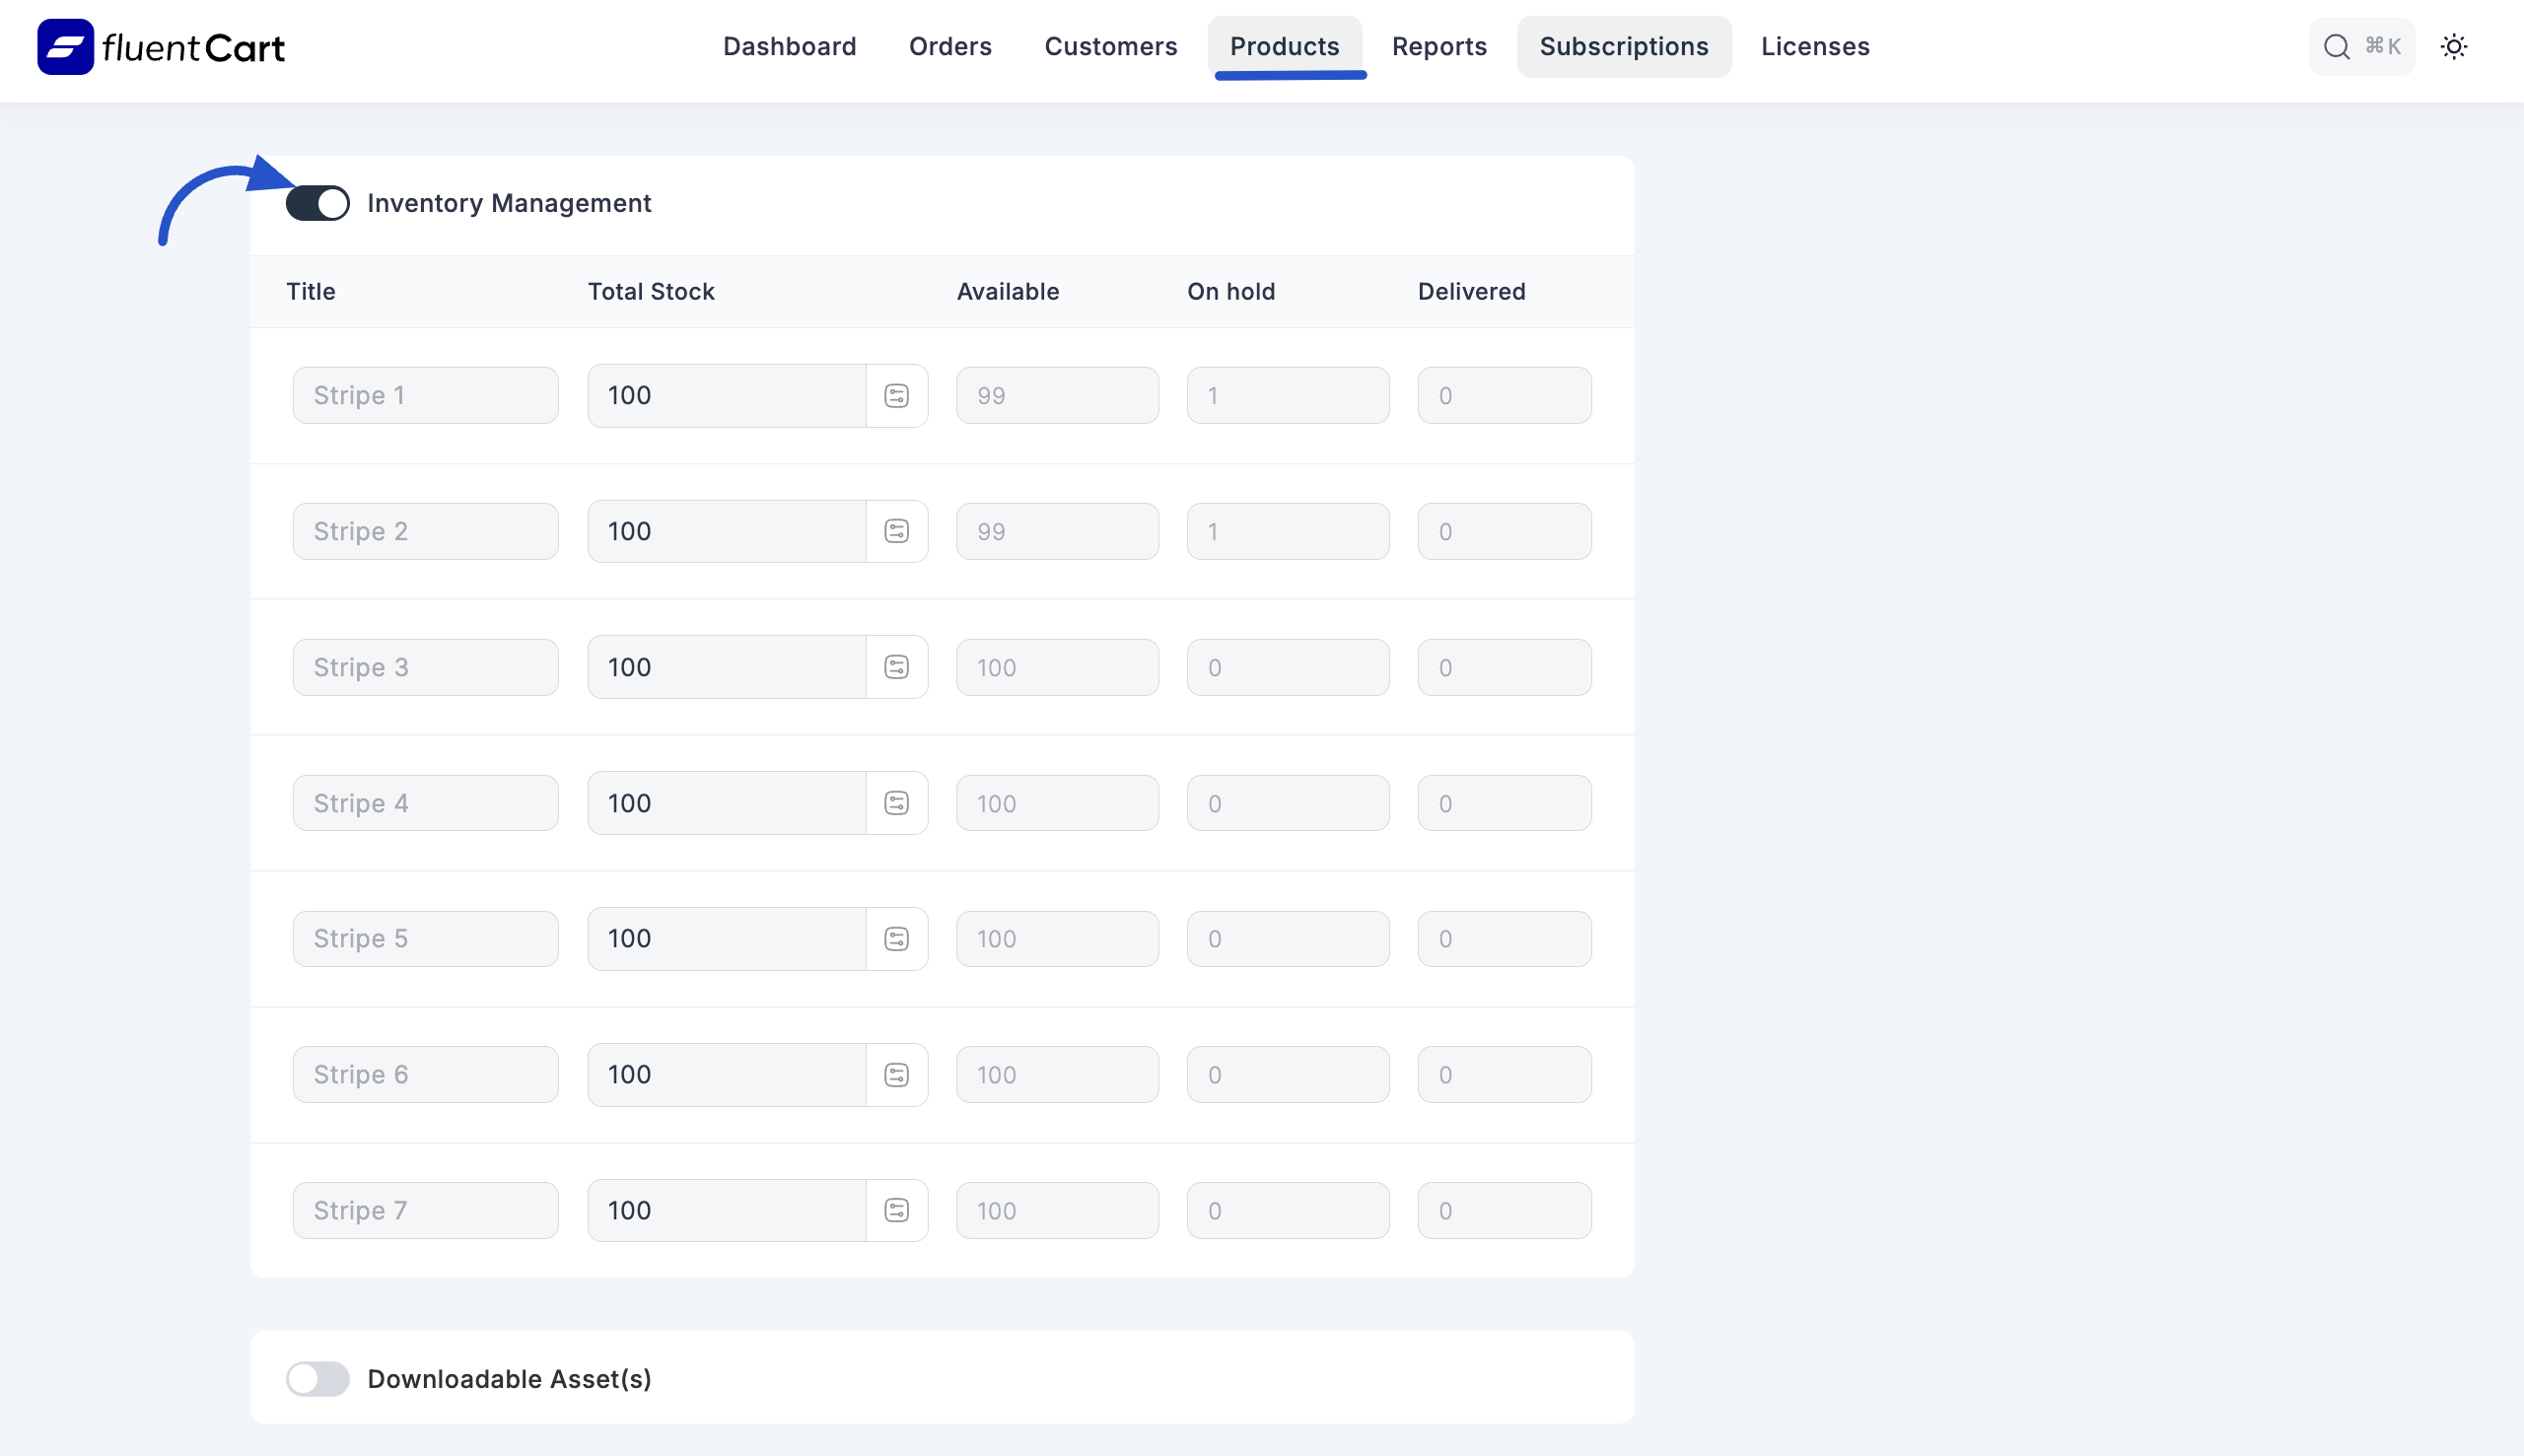 fluentCart Dashboard Orders Customers Products Reports Subscriptions Licenses ⌘K
Inventory Management
Title Total Stock Available On hold Delivered
Stripe 1 100 99 1 0
Stripe 2 100 99 1 0
Stripe 3 100 100 0 0
Stripe 4 100 100 0 0
Stripe 5 100 100 0 0
Stripe 6 100 100 0 0
Stripe 7 100 100 0 0
Downloadable Asset(s)